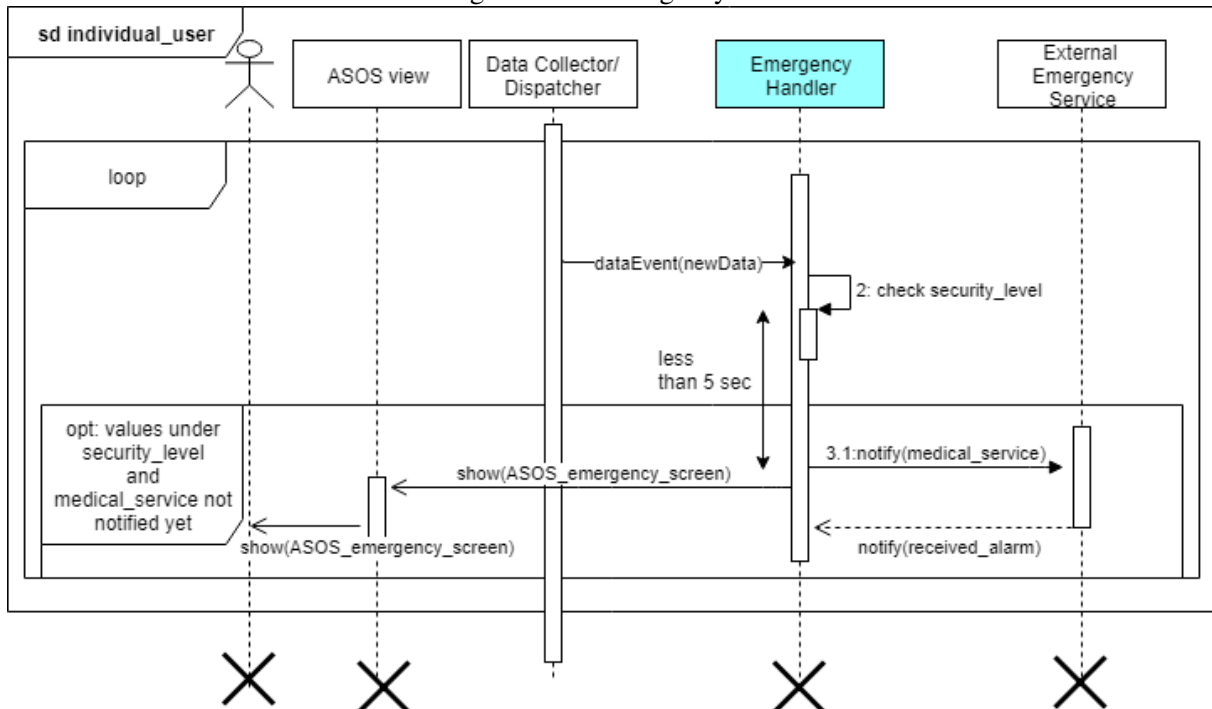 sd individual_user
ASOS view
Data Collector/
Dispatcher
Emergency
Handler
External
Emergency
Service
loop
dataEvent(newData)
2: check security_level
less
than 5 sec
opt: values under
security_level
and
medical_service not
notified yet
3.1:notify(medical_service)
show(ASOS_emergency_screen)
show(ASOS_emergency_screen)
notify(received_alarm)